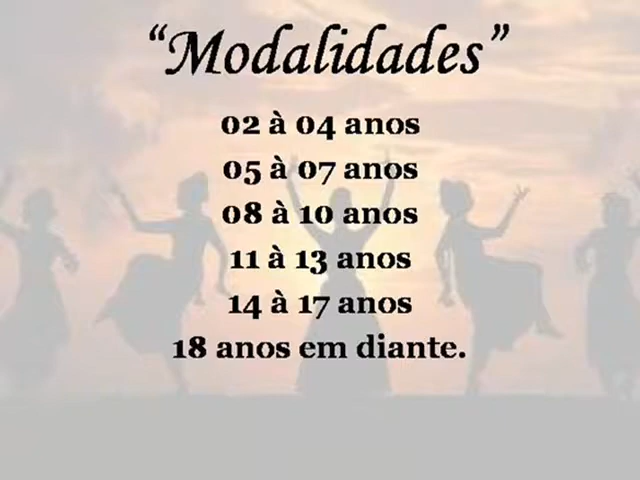 “Modalidades”
02 à 04 anos
05 à 07 anos
08 à 10 anos
11 à 13 anos
14 à 17 anos
18 anos em diante.